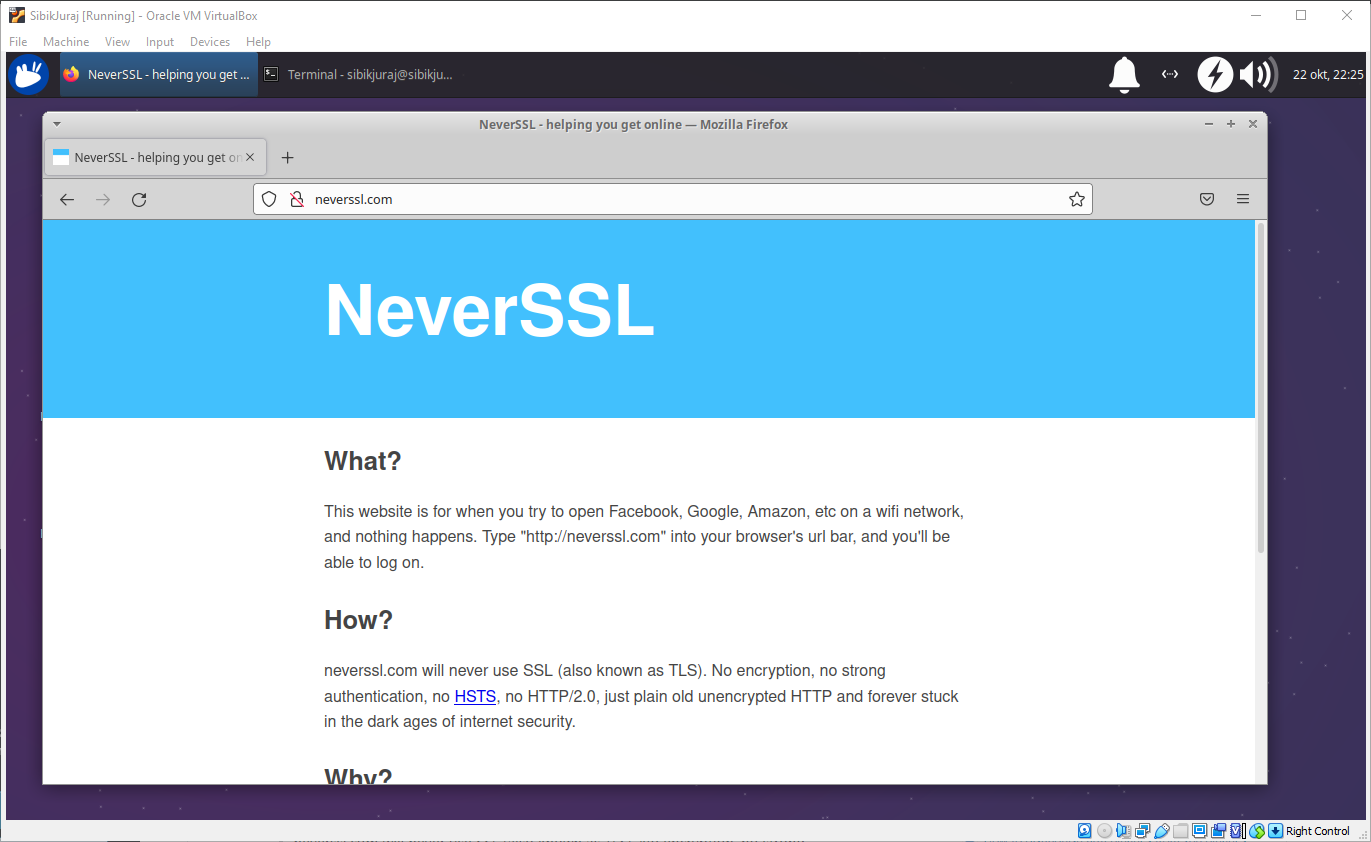 SibikJuraj [Running] - Oracle VM VirtualBox
File Machine View Input Devices Help
NeverSSL - helping you get ...
Terminal - sibikjuraj@sibikju...
22 okt, 22:25
NeverSSL - helping you get online — Mozilla Firefox
NeverSSL - helping you get on
neverssl.com
NeverSSL
What?
This website is for when you try to open Facebook, Google, Amazon, etc on a wifi network,
and nothing happens. Type "http://neverssl.com" into your browser's url bar, and you'll be
able to log on.
How?
neverssl.com will never use SSL (also known as TLS). No encryption, no strong
authentication, no HSTS, no HTTP/2.0, just plain old unencrypted HTTP and forever stuck
in the dark ages of internet security.
Why?
Right Control